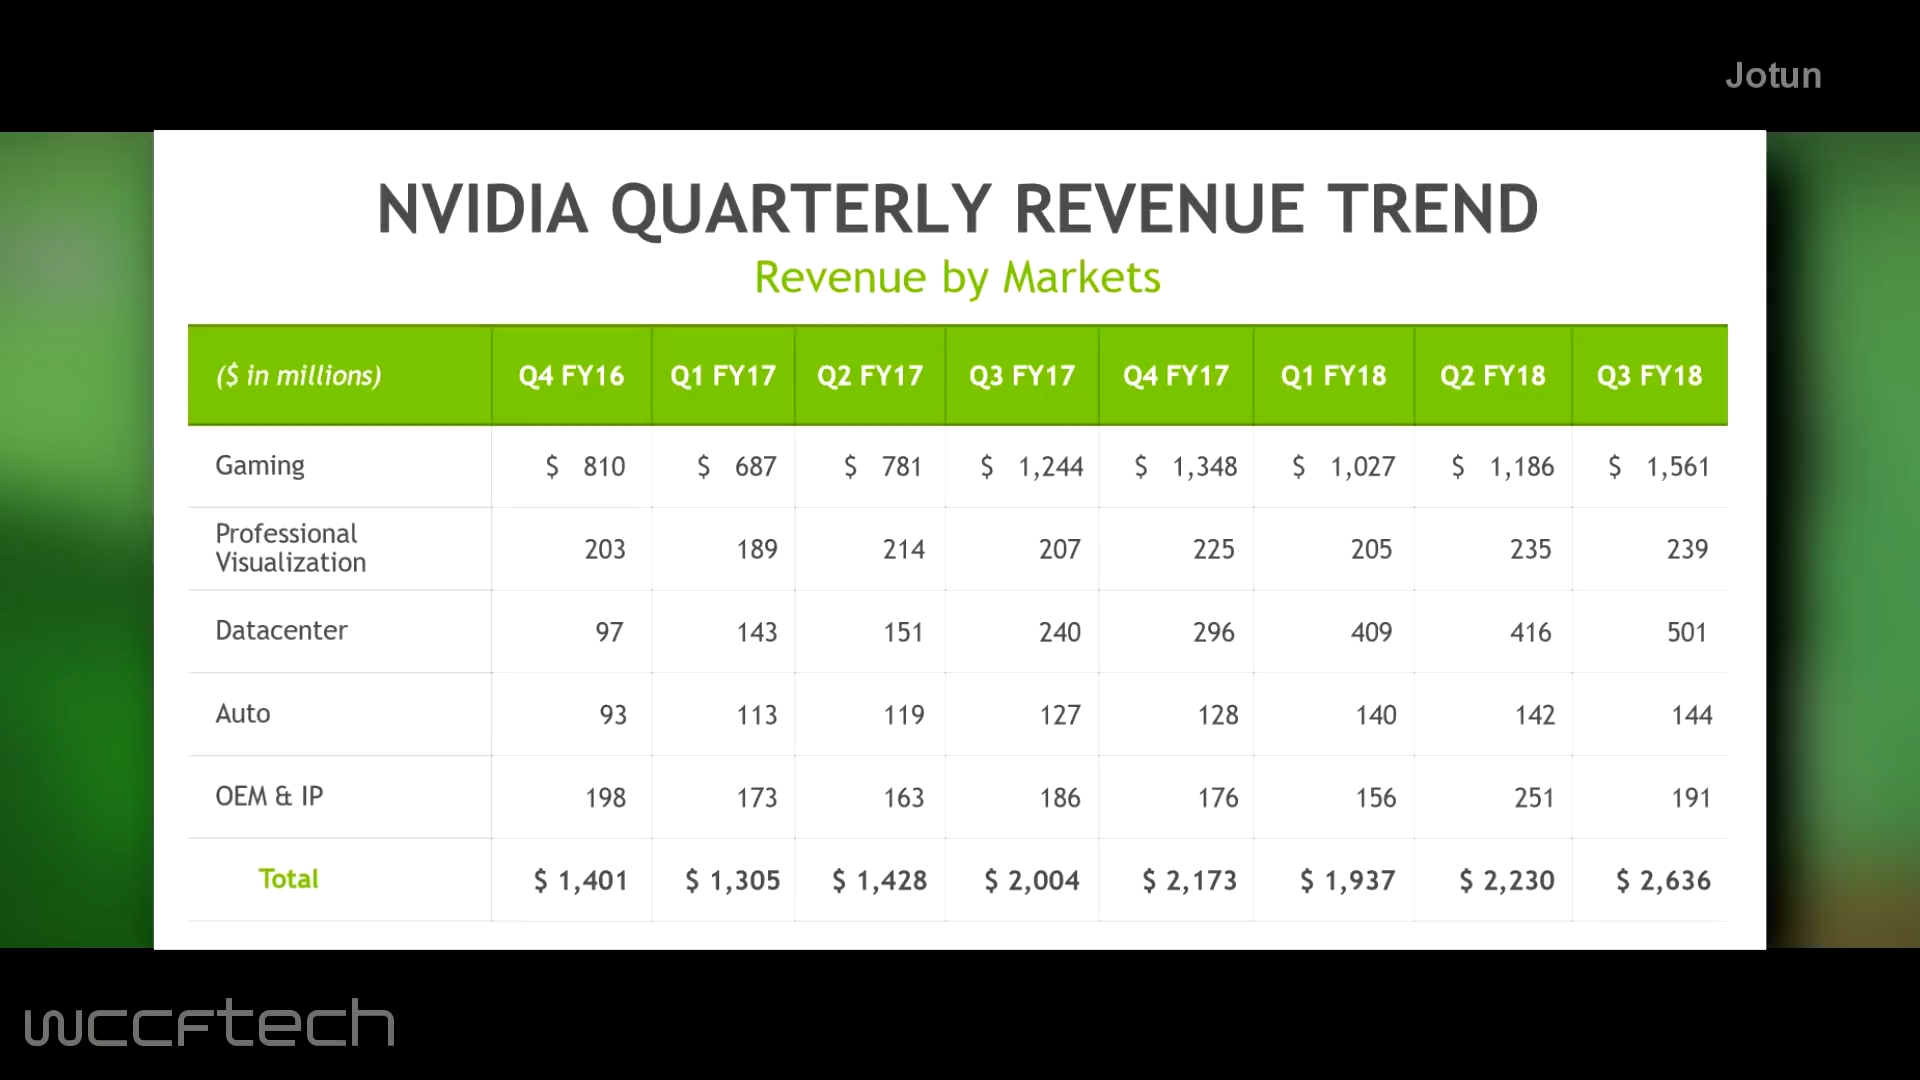 Jotun
NVIDIA QUARTERLY REVENUE TREND
Revenue by Markets
($ in millions) Q4 FY16 Q1 FY17 Q2 FY17 Q3 FY17 Q4 FY17 Q1 FY18 Q2 FY18 Q3 FY18
Gaming $ 810 $ 687 $ 781 $ 1,244 $ 1,348 $ 1,027 $ 1,186 $ 1,561
Professional
Visualization 203 189 214 207 225 205 235 239
Datacenter 97 143 151 240 296 409 416 501
Auto 93 113 119 127 128 140 142 144
OEM & IP 198 173 163 186 176 156 251 191
Total $ 1,401 $ 1,305 $ 1,428 $ 2,004 $ 2,173 $ 1,937 $ 2,230 $ 2,636
wccftech